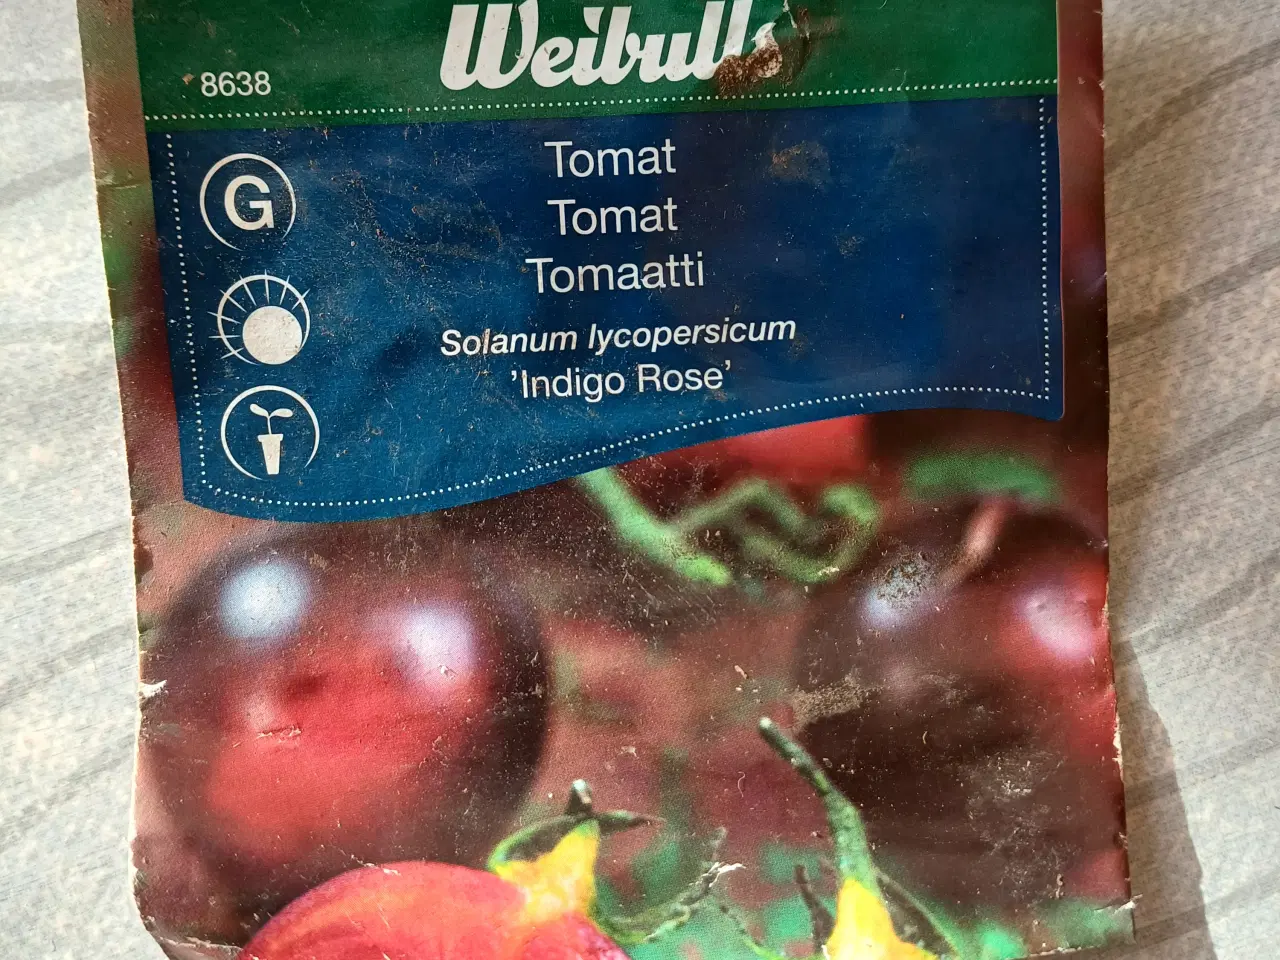 Weibulls
8638
G
Tomat
Tomat
Tomaatti
Solanum lycopersicum
’Indigo Rose’